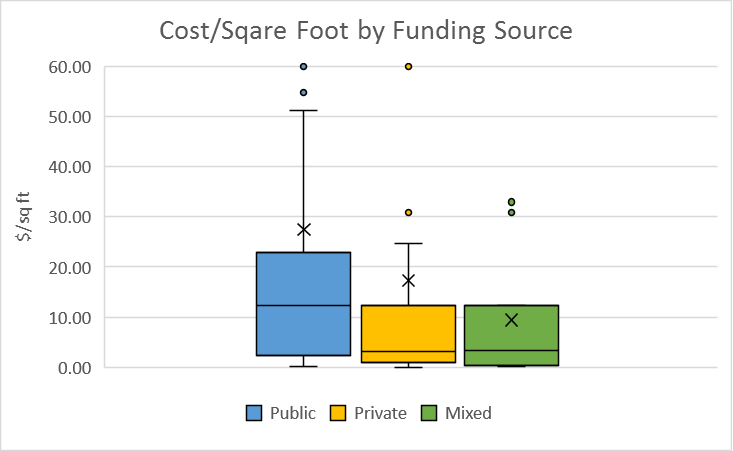 Cost/Sqare Foot by Funding Source
60.00
50.00
40.00
30.00
20.00
10.00
0.00
$/sq ft
Public
Private
Mixed